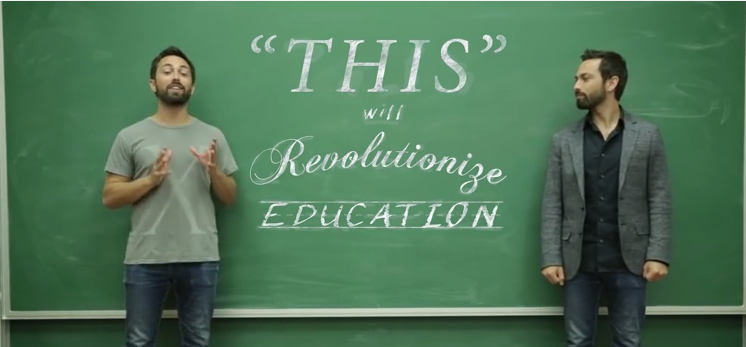 “THIS”
will
Revolutionize
EDUCATION